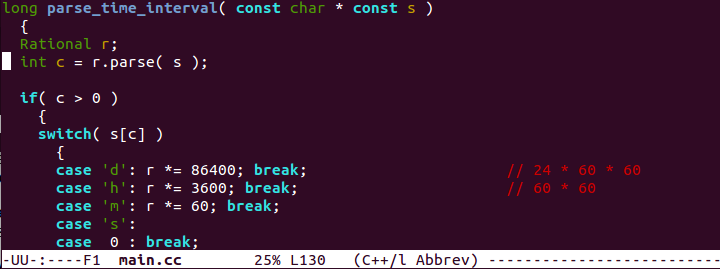 long parse_time_interval( const char * const s )
  {
  Rational r;
  int c = r.parse( s );

  if( c > 0 )
    {
    switch( s[c] )
      {
      case 'd': r *= 86400; break;                      // 24 * 60 * 60
      case 'h': r *= 3600; break;                       // 60 * 60
      case 'm': r *= 60; break;
      case 's':
      case  0 : break;
-UU-:----F1  main.cc        25% L130   (C++/l Abbrev) --------------------------